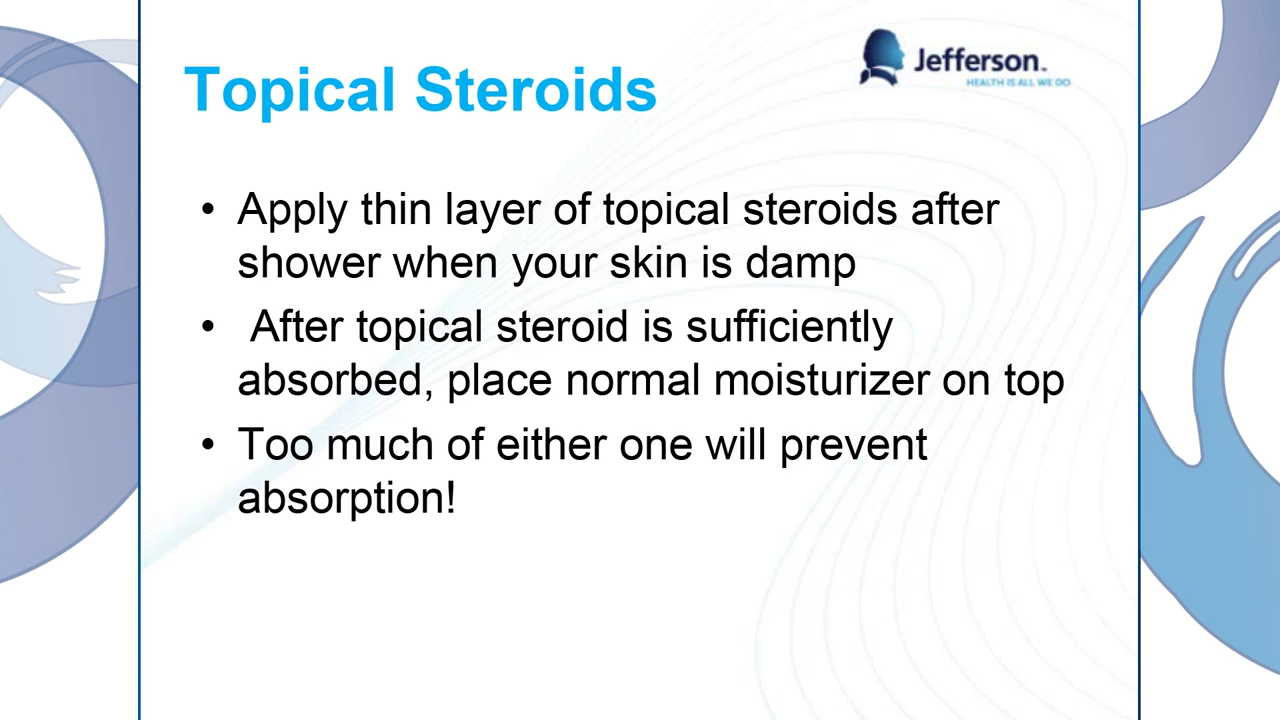 Jefferson™
HEALTH IS ALL WE DO
Topical Steroids
• Apply thin layer of topical steroids after
shower when your skin is damp
• After topical steroid is sufficiently
absorbed, place normal moisturizer on top
• Too much of either one will prevent
absorption!